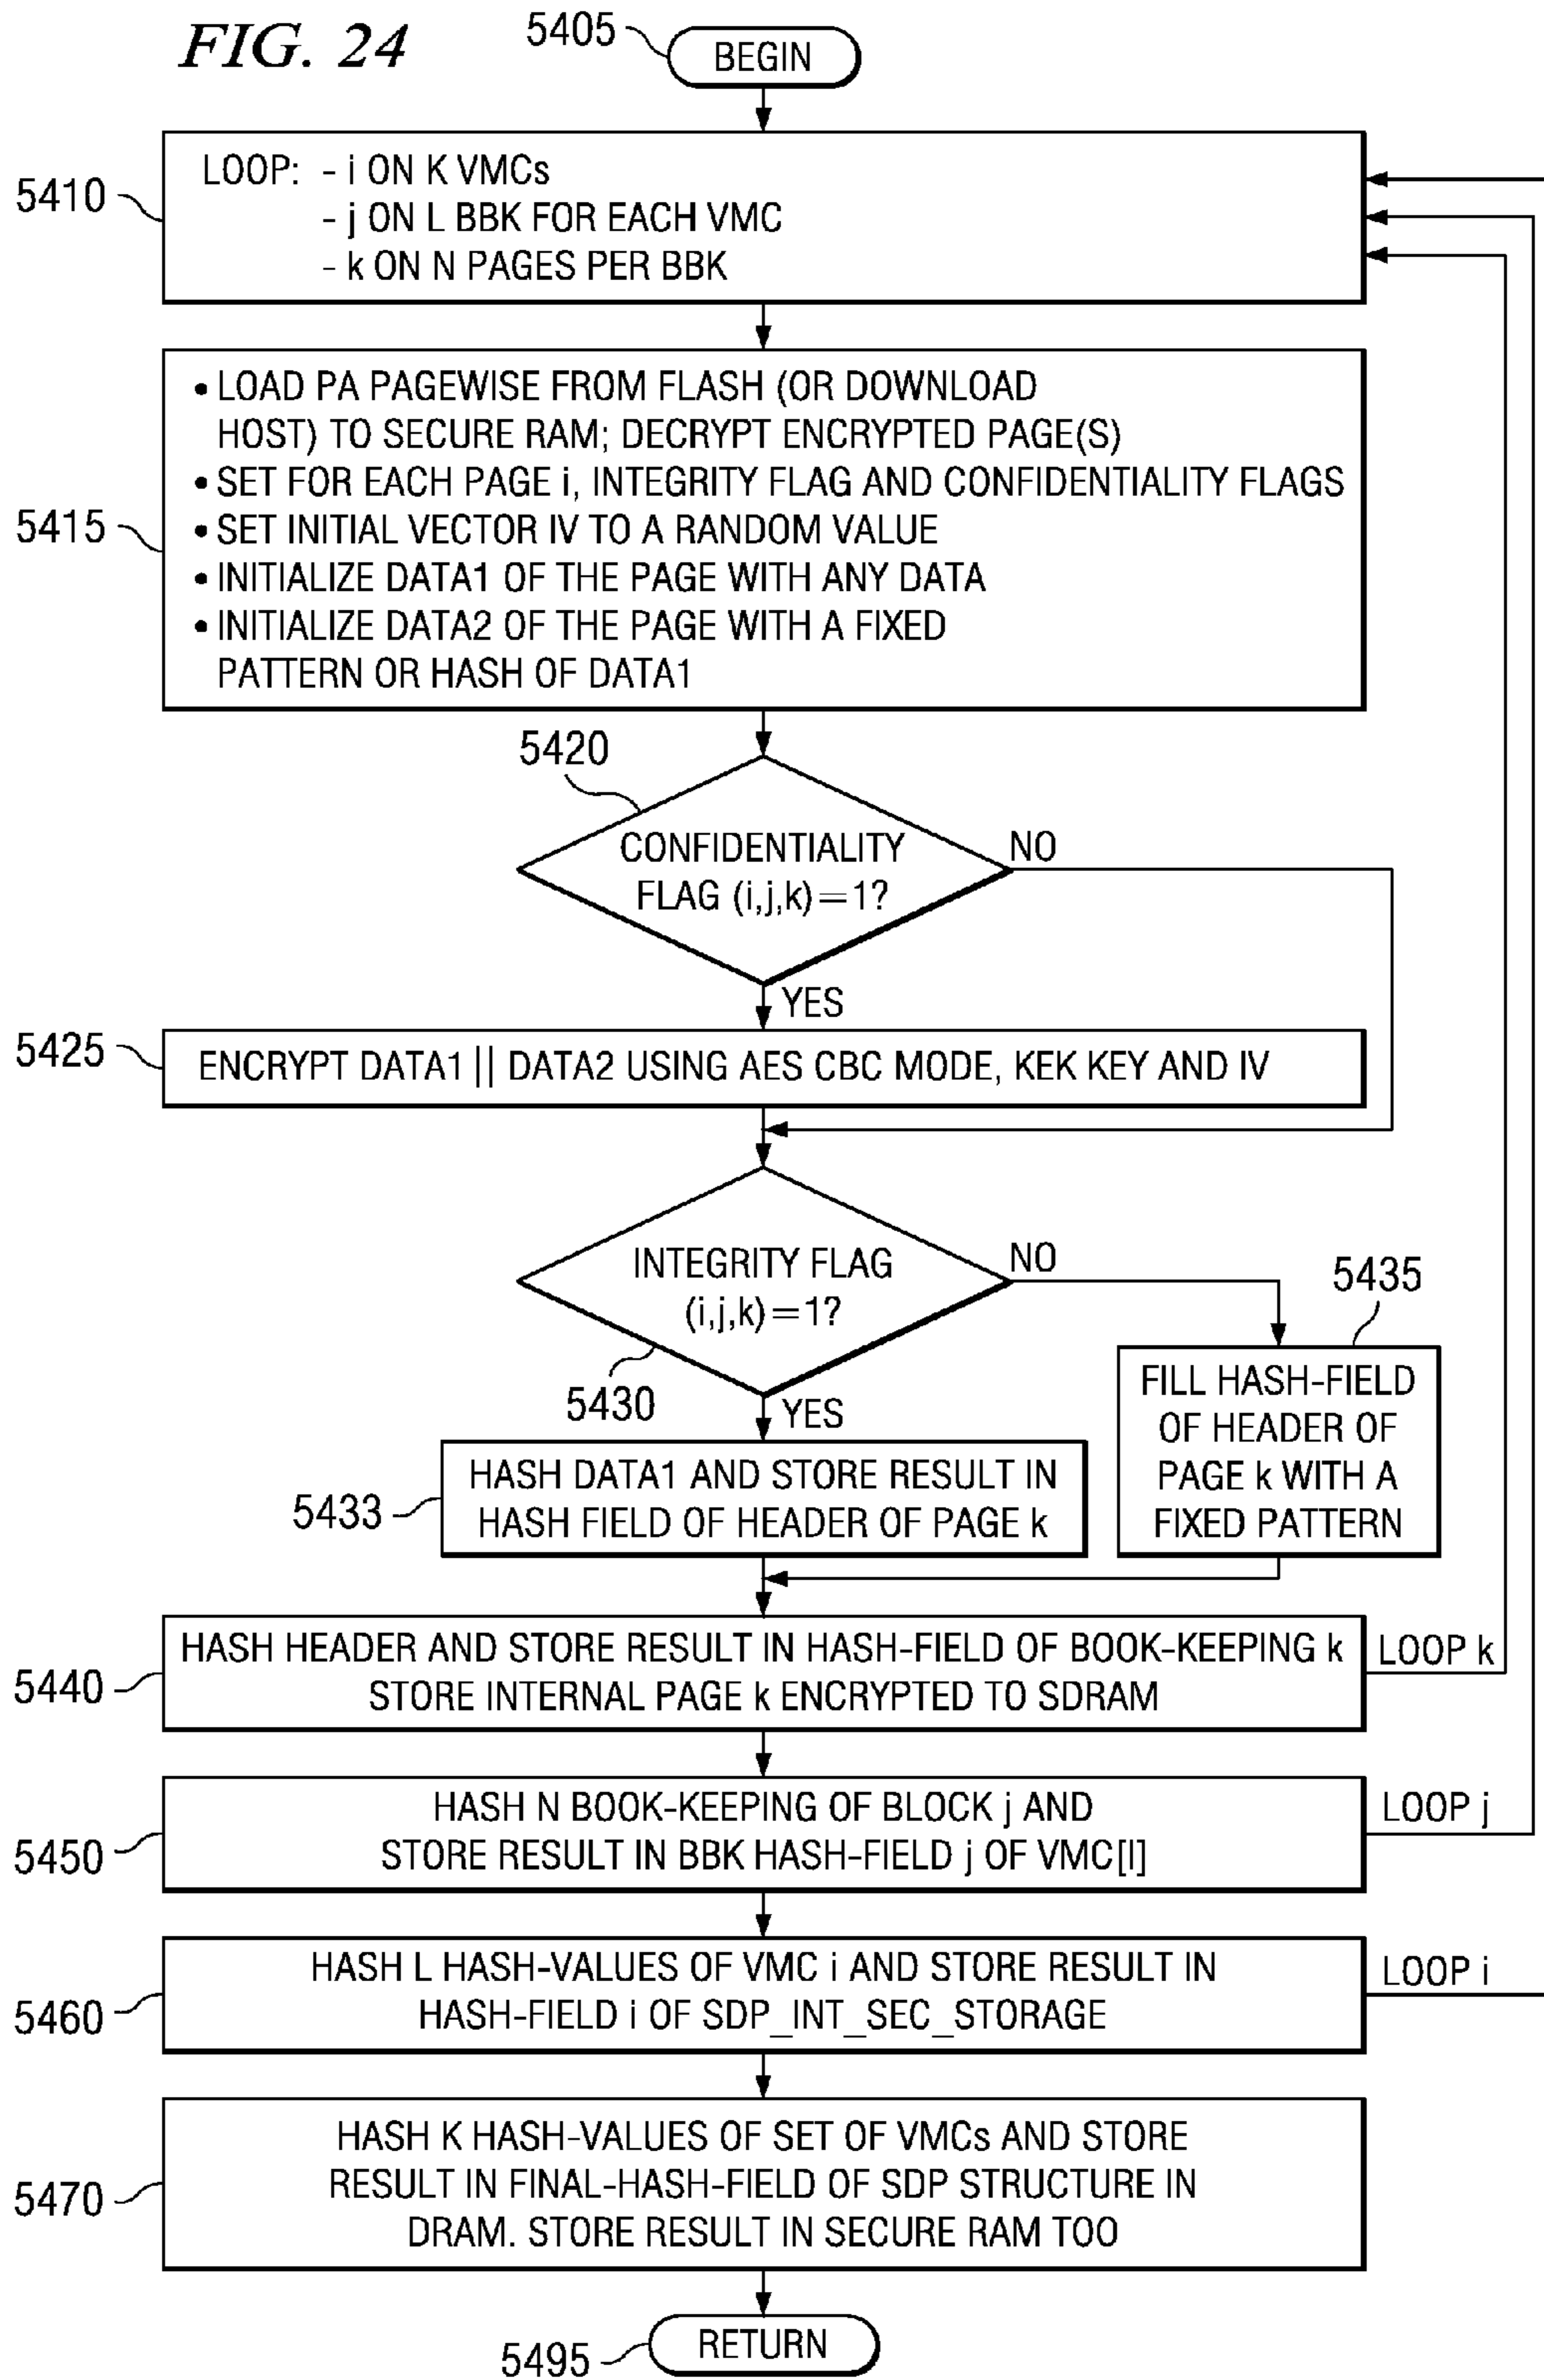 FIG. 24
5405
BEGIN
5410
LOOP: - i ON K VMCs
- j ON L BBK FOR EACH VMC
- k ON N PAGES PER BBK
5415
• LOAD PA PAGEWISE FROM FLASH (OR DOWNLOAD
HOST) TO SECURE RAM; DECRYPT ENCRYPTED PAGE(S)
• SET FOR EACH PAGE i, INTEGRITY FLAG AND CONFIDENTIALITY FLAGS
• SET INITIAL VECTOR IV TO A RANDOM VALUE
• INITIALIZE DATA1 OF THE PAGE WITH ANY DATA
• INITIALIZE DATA2 OF THE PAGE WITH A FIXED
PATTERN OR HASH OF DATA1
5420
CONFIDENTIALITY
FLAG (i,j,k)=1?
NO
YES
5425
ENCRYPT DATA1 || DATA2 USING AES CBC MODE, KEK KEY AND IV
INTEGRITY FLAG
(i,j,k)=1?
NO
5430
YES
5435
FILL HASH-FIELD
OF HEADER OF
PAGE k WITH A
FIXED PATTERN
5433
HASH DATA1 AND STORE RESULT IN
HASH FIELD OF HEADER OF PAGE k
5440
HASH HEADER AND STORE RESULT IN HASH-FIELD OF BOOK-KEEPING k
STORE INTERNAL PAGE k ENCRYPTED TO SDRAM
LOOP k
5450
HASH N BOOK-KEEPING OF BLOCK j AND
STORE RESULT IN BBK HASH-FIELD j OF VMC[I]
LOOP j
5460
HASH L HASH-VALUES OF VMC i AND STORE RESULT IN
HASH-FIELD i OF SDP_INT_SEC_STORAGE
LOOP i
5470
HASH K HASH-VALUES OF SET OF VMCs AND STORE
RESULT IN FINAL-HASH-FIELD OF SDP STRUCTURE IN
DRAM. STORE RESULT IN SECURE RAM TOO
5495
RETURN